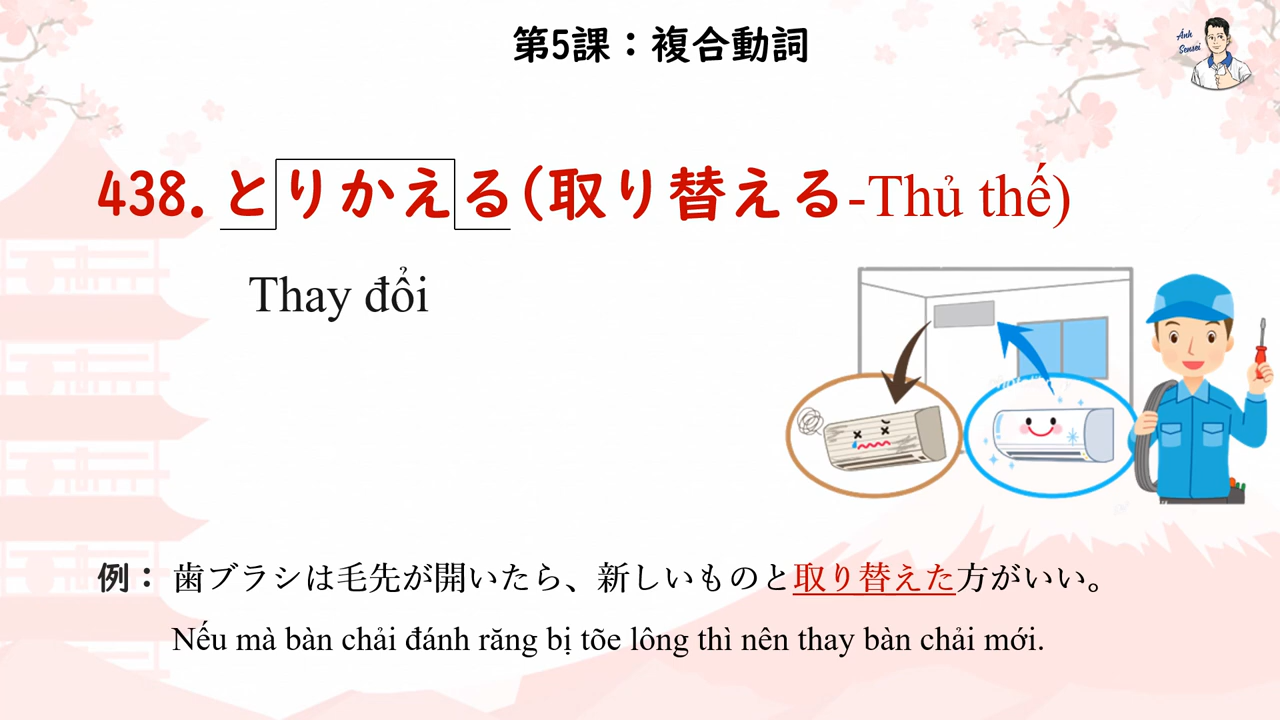 第5課：複合動詞
Anh
Sensei
438. とりかえる(取り替える-Thủ thế)
Thay đổi
例： 歯ブラシは毛先が開いたら、新しいものと取り替えた方がいい。
Nếu mà bàn chải đánh răng bị tõe lông thì nên thay bàn chải mới.